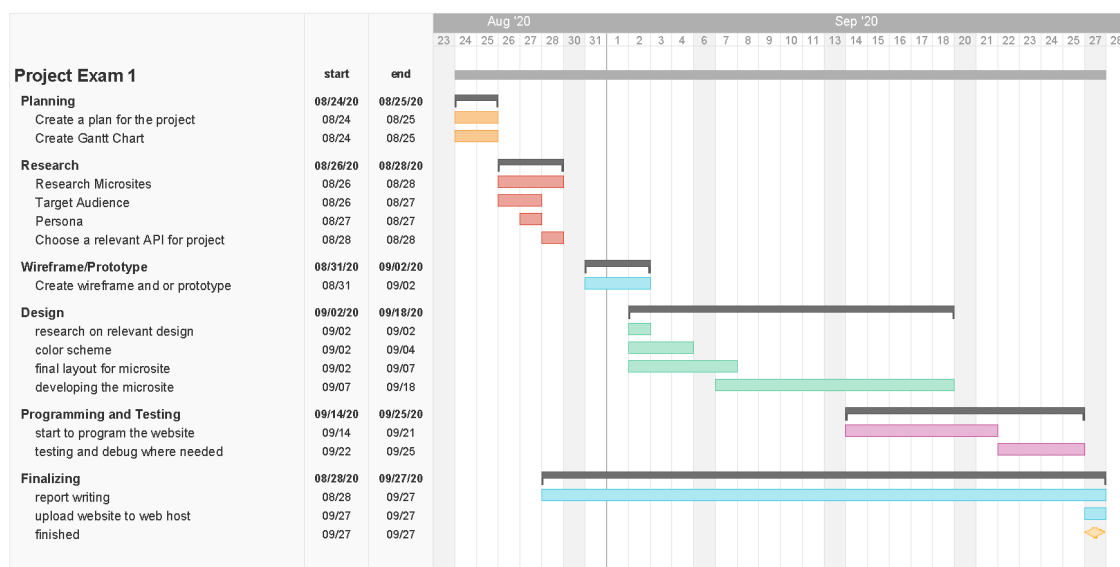 Aug '20 Sep '20
23 24 25 26 27 28 30 31 1 2 3 4 6 7 8 9 10 11 13 14 15 16 17 18 20 21 22 23 24 25 27 28
Project Exam 1 start end
Planning 08/24/20 08/25/20
Create a plan for the project 08/24 08/25
Create Gantt Chart 08/24 08/25
Research 08/26/20 08/28/20
Research Microsites 08/26 08/28
Target Audience 08/26 08/27
Persona 08/27 08/27
Choose a relevant API for project 08/28 08/28
Wireframe/Prototype 08/31/20 09/02/20
Create wireframe and or prototype 08/31 09/02
Design 09/02/20 09/18/20
research on relevant design 09/02 09/02
color scheme 09/02 09/04
final layout for microsite 09/02 09/07
developing the microsite 09/07 09/18
Programming and Testing 09/14/20 09/25/20
start to program the website 09/14 09/21
testing and debug where needed 09/22 09/25
Finalizing 08/28/20 09/27/20
report writing 08/28 09/27
upload website to web host 09/27 09/27
finished 09/27 09/27